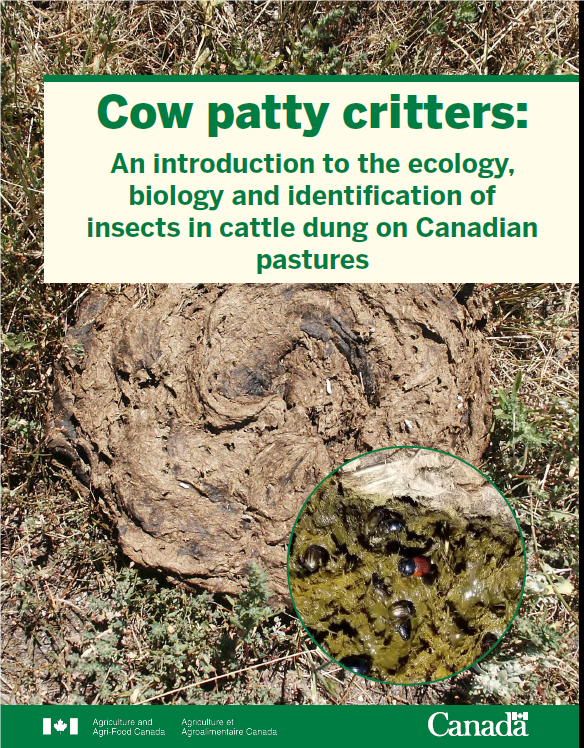 Cow patty critters:
An introduction to the ecology,
biology and identification of
insects in cattle dung on Canadian
pastures
Agriculture and
Agri-Food Canada
Agriculture et
Agroalimentaire Canada
Canada